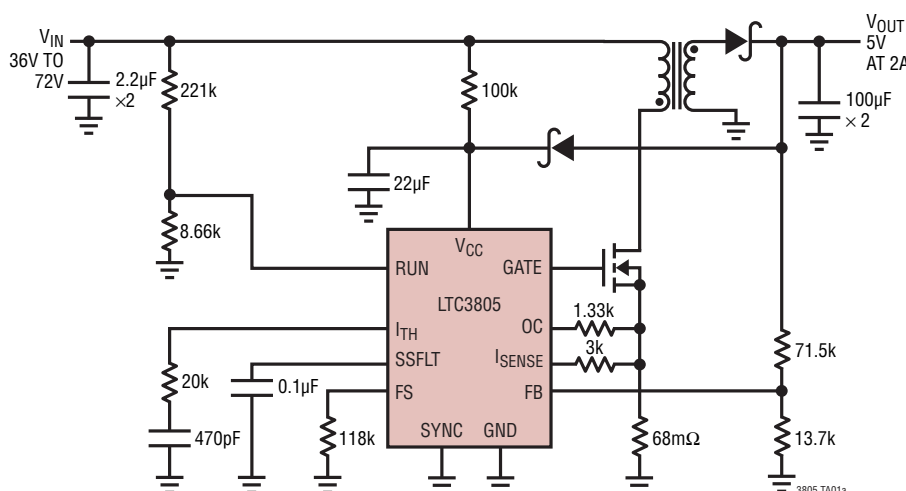 VIN
36V TO
72V
2.2µF
×2
221k
100k
VOUT
5V
AT 2A
100µF
× 2
22µF
8.66k
VCC
RUN
GATE
LTC3805
1.33k
ITH
OC
3k
ISENSE
71.5k
SSFLT
20k
0.1µF
FS
FB
470pF
118k
SYNC
GND
68mΩ
13.7k
3805 TA01a